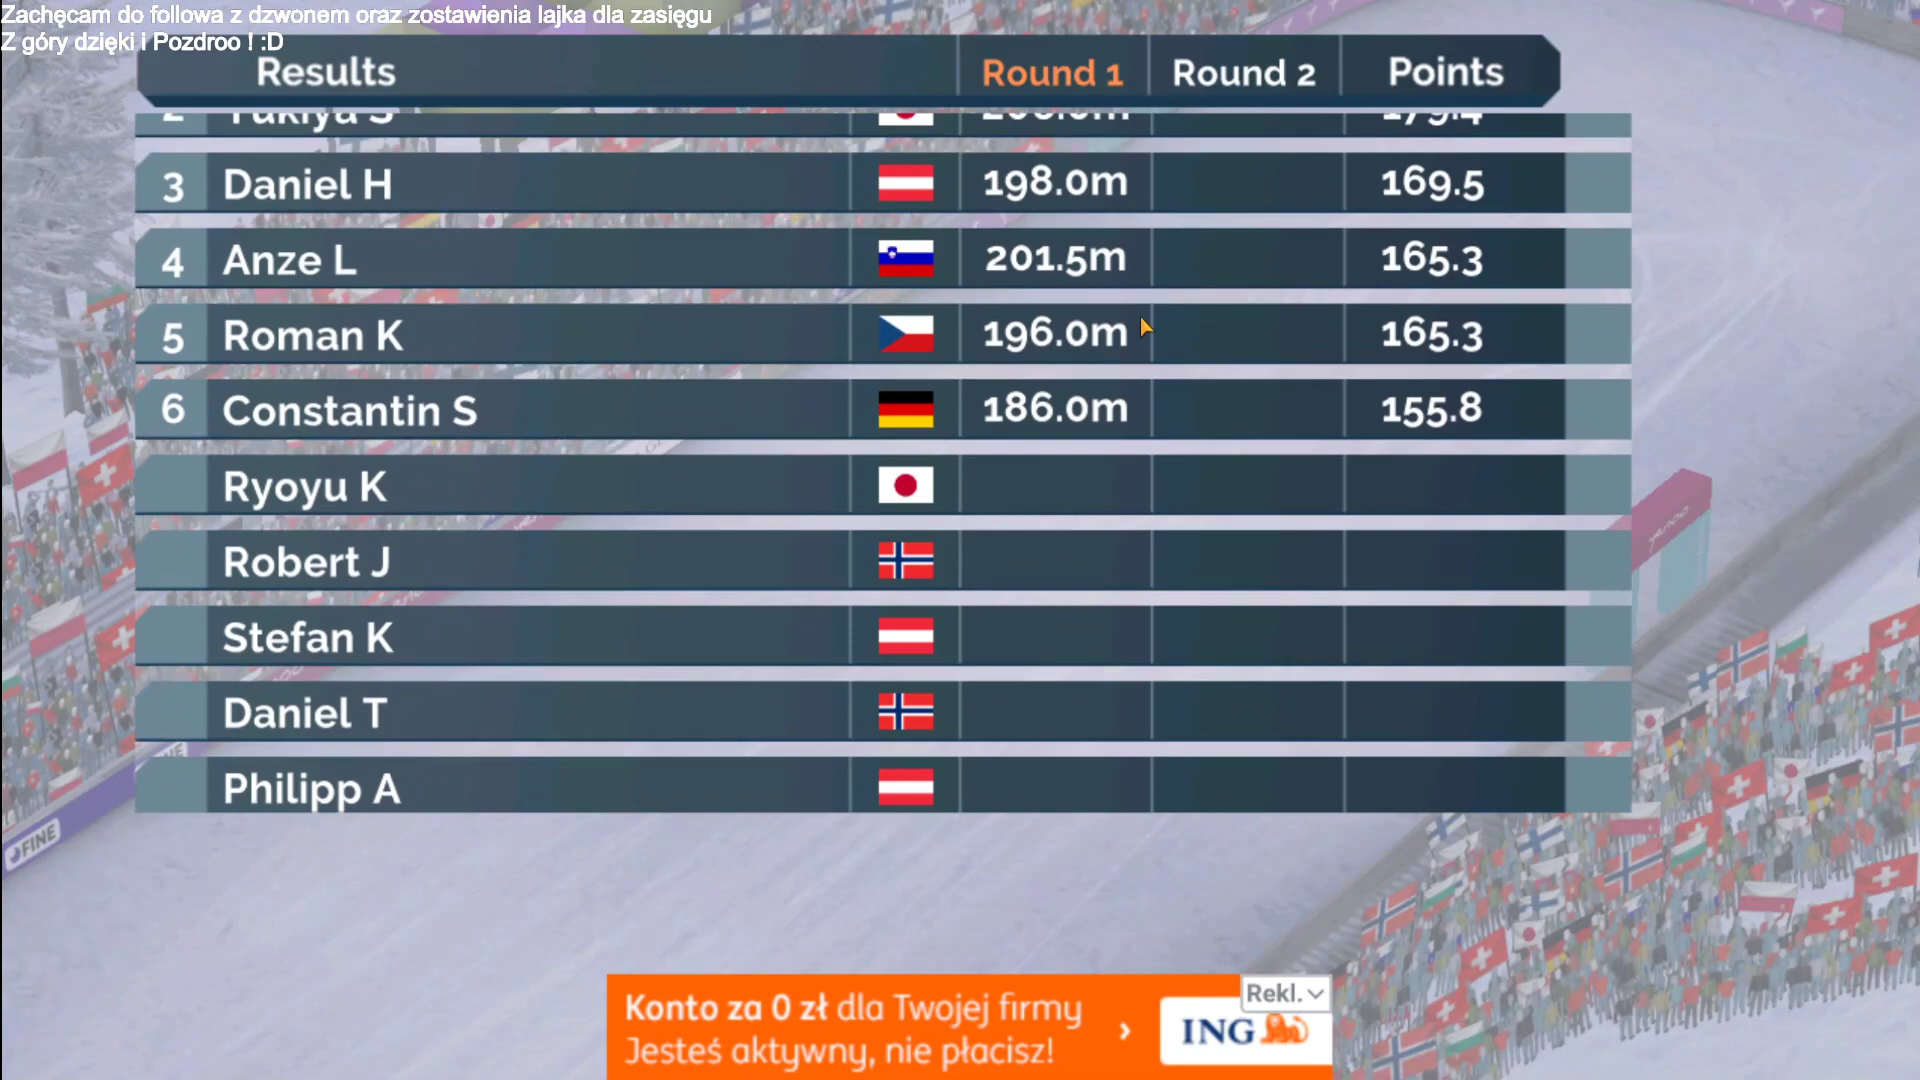 Zachęcam do followa z dzwonem oraz zostawienia lajka dla zasięgu
Z góry dzięki i Pozdroo ! :D
Results Round 1 Round 2 Points
2 Yukiya S
3 Daniel H 198.0m 169.5
4 Anze L 201.5m 165.3
5 Roman K 196.0m 165.3
6 Constantin S 186.0m 155.8
Ryoyu K
Robert J
Stefan K
Daniel T
Philipp A
FINE
Konto za 0 zł dla Twojej firmy
Jesteś aktywny, nie płacisz!
›
Rekl.
ING